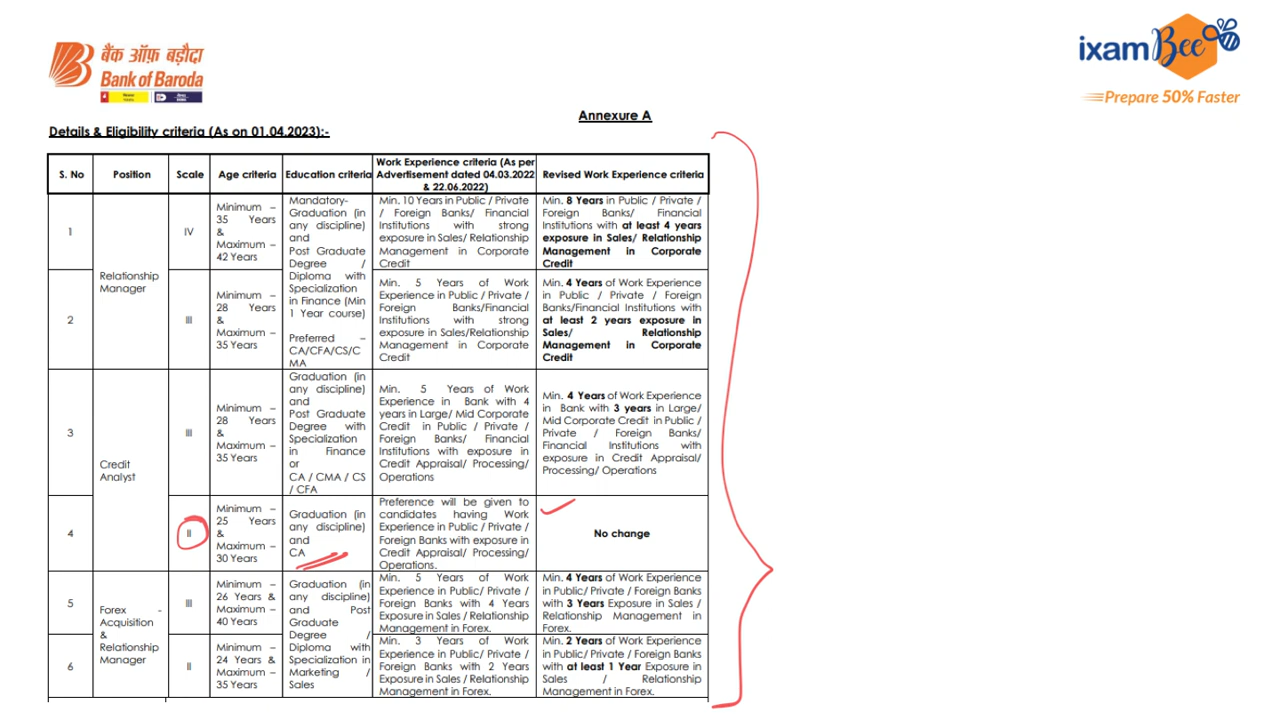 बैंक ऑफ़ बड़ौदा
Bank of Baroda
ixamBee
Prepare 50% Faster
Annexure A
Details & Eligibility criteria (As on 01.04.2023):-
S. No
Position
Scale
Age criteria
Education criteria
Work Experience criteria (As per
Advertisement dated 04.03.2022
& 22.06.2022)
Revised Work Experience criteria
1
Relationship
Manager
IV
Minimum –
35 Years
&
Maximum –
42 Years
Mandatory-
Graduation (in
any discipline)
and
Post Graduate
Degree /
Diploma with
Specialization
in Finance (Min
1 Year course)
Preferred –
CA/CFA/CS/C
MA
Min. 10 Years in Public / Private
/ Foreign Banks/ Financial
Institutions with strong
exposure in Sales/ Relationship
Management in Corporate
Credit
Min. 8 Years in Public / Private /
Foreign Banks/ Financial
Institutions with at least 4 years
exposure in Sales/ Relationship
Management in Corporate
Credit
2
III
Minimum –
28 Years
&
Maximum –
35 Years
Min. 5 Years of Work
Experience in Public / Private /
Foreign Banks/Financial
Institutions with strong
exposure in Sales/Relationship
Management in Corporate
Credit
Min. 4 Years of Work Experience
in Public / Private / Foreign
Banks/Financial Institutions with
at least 2 years exposure in
Sales/ Relationship
Management in Corporate
Credit
3
Credit
Analyst
III
Minimum –
28 Years
&
Maximum –
35 Years
Graduation (in
any discipline)
and
Post Graduate
Degree with
Specialization
in Finance
or
CA / CMA / CS
/ CFA
Min. 5 Years of Work
Experience in Bank with 4
years in Large/ Mid Corporate
Credit in Public / Private /
Foreign Banks/ Financial
Institutions with exposure in
Credit Appraisal/ Processing/
Operations
Min. 4 Years of Work Experience
in Bank with 3 years in Large/
Mid Corporate Credit in Public /
Private / Foreign Banks/
Financial Institutions with
exposure in Credit Appraisal/
Processing/ Operations
4
II
Minimum –
25 Years
&
Maximum –
30 Years
Graduation (in
any discipline)
and
CA
Preference will be given to
candidates having Work
Experience in Public / Private /
Foreign Banks with exposure in
Credit Appraisal/ Processing/
Operations.
No change
5
Forex -
Acquisition
&
Relationship
Manager
III
Minimum –
26 Years &
Maximum –
40 Years
Graduation (in
any discipline)
and Post
Graduate
Degree /
Diploma with
Specialization in
Marketing /
Sales
Min. 5 Years of Work
Experience in Public/ Private/
Foreign Banks with 4 Years
Exposure in Sales / Relationship
Management in Forex.
Min. 4 Years of Work Experience
in Public/ Private / Foreign Banks
with 3 Years Exposure in Sales /
Relationship Management in
Forex.
6
II
Minimum –
24 Years &
Maximum –
35 Years
Min. 3 Years of Work
Experience in Public/ Private/
Foreign Banks with 2 Years
Exposure in Sales / Relationship
Management in Forex.
Min. 2 Years of Work Experience
in Public/ Private / Foreign Banks
with at least 1 Year Exposure in
Sales / Relationship
Management in Forex.